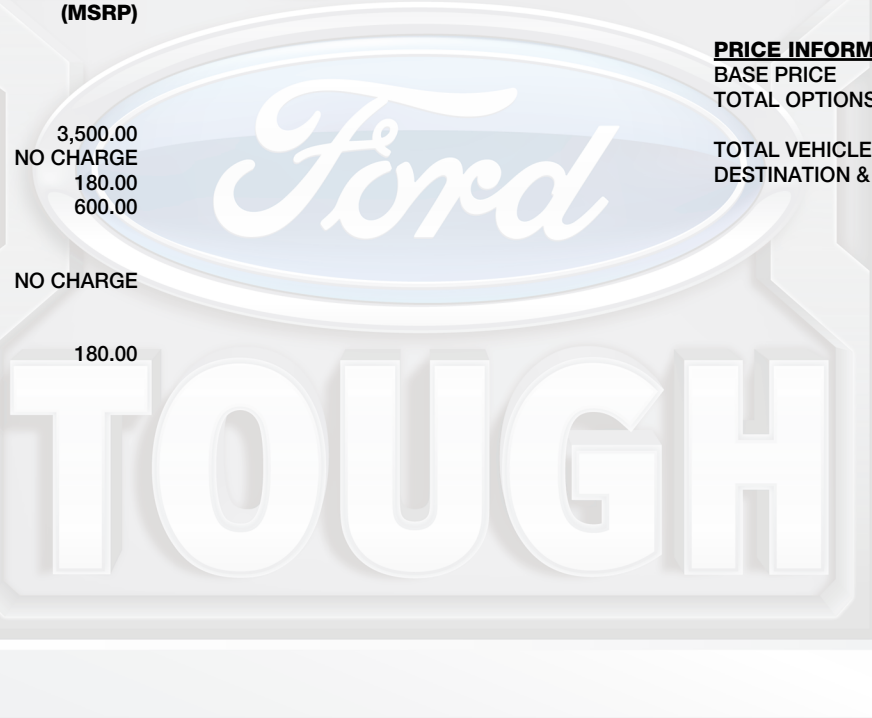 (MSRP)
3,500.00
NO CHARGE
180.00
600.00
NO CHARGE
180.00
PRICE INFORM
BASE PRICE
TOTAL OPTIONS
TOTAL VEHICLE
DESTINATION &
Ford
TOUGH